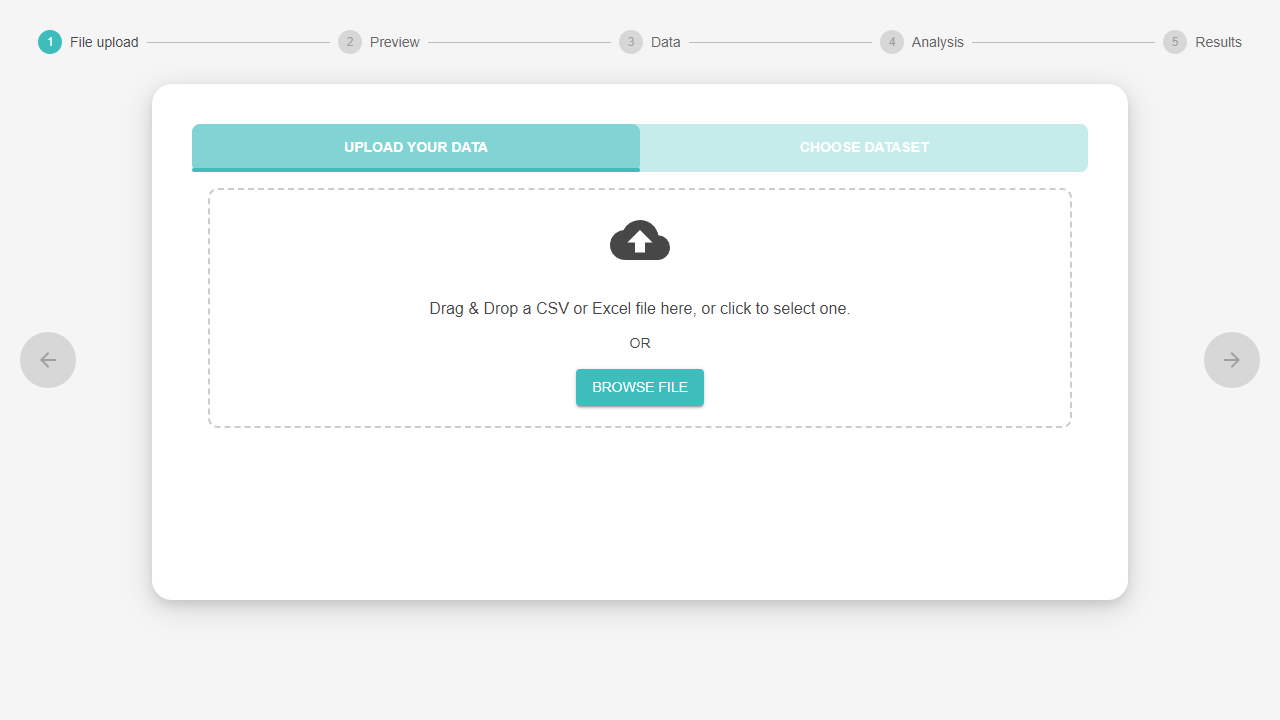 1 File upload 2 Preview 3 Data 4 Analysis 5 Results
UPLOAD YOUR DATA CHOOSE DATASET
Drag & Drop a CSV or Excel file here, or click to select one.
OR
BROWSE FILE